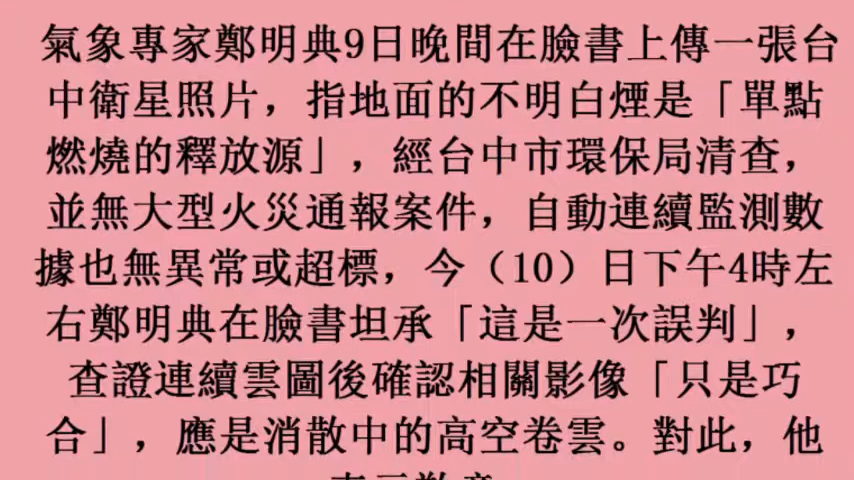 氣象專家鄭明典9日晚間在臉書上傳一張台
中衛星照片，指地面的不明白煙是「單點
燃燒的釋放源」，經台中市環保局清查，
並無大型火災通報案件，自動連續監測數
據也無異常或超標，今（10）日下午4時左
右鄭明典在臉書坦承「這是一次誤判」，
查證連續雲圖後確認相關影像「只是巧
合」，應是消散中的高空卷雲。對此，他